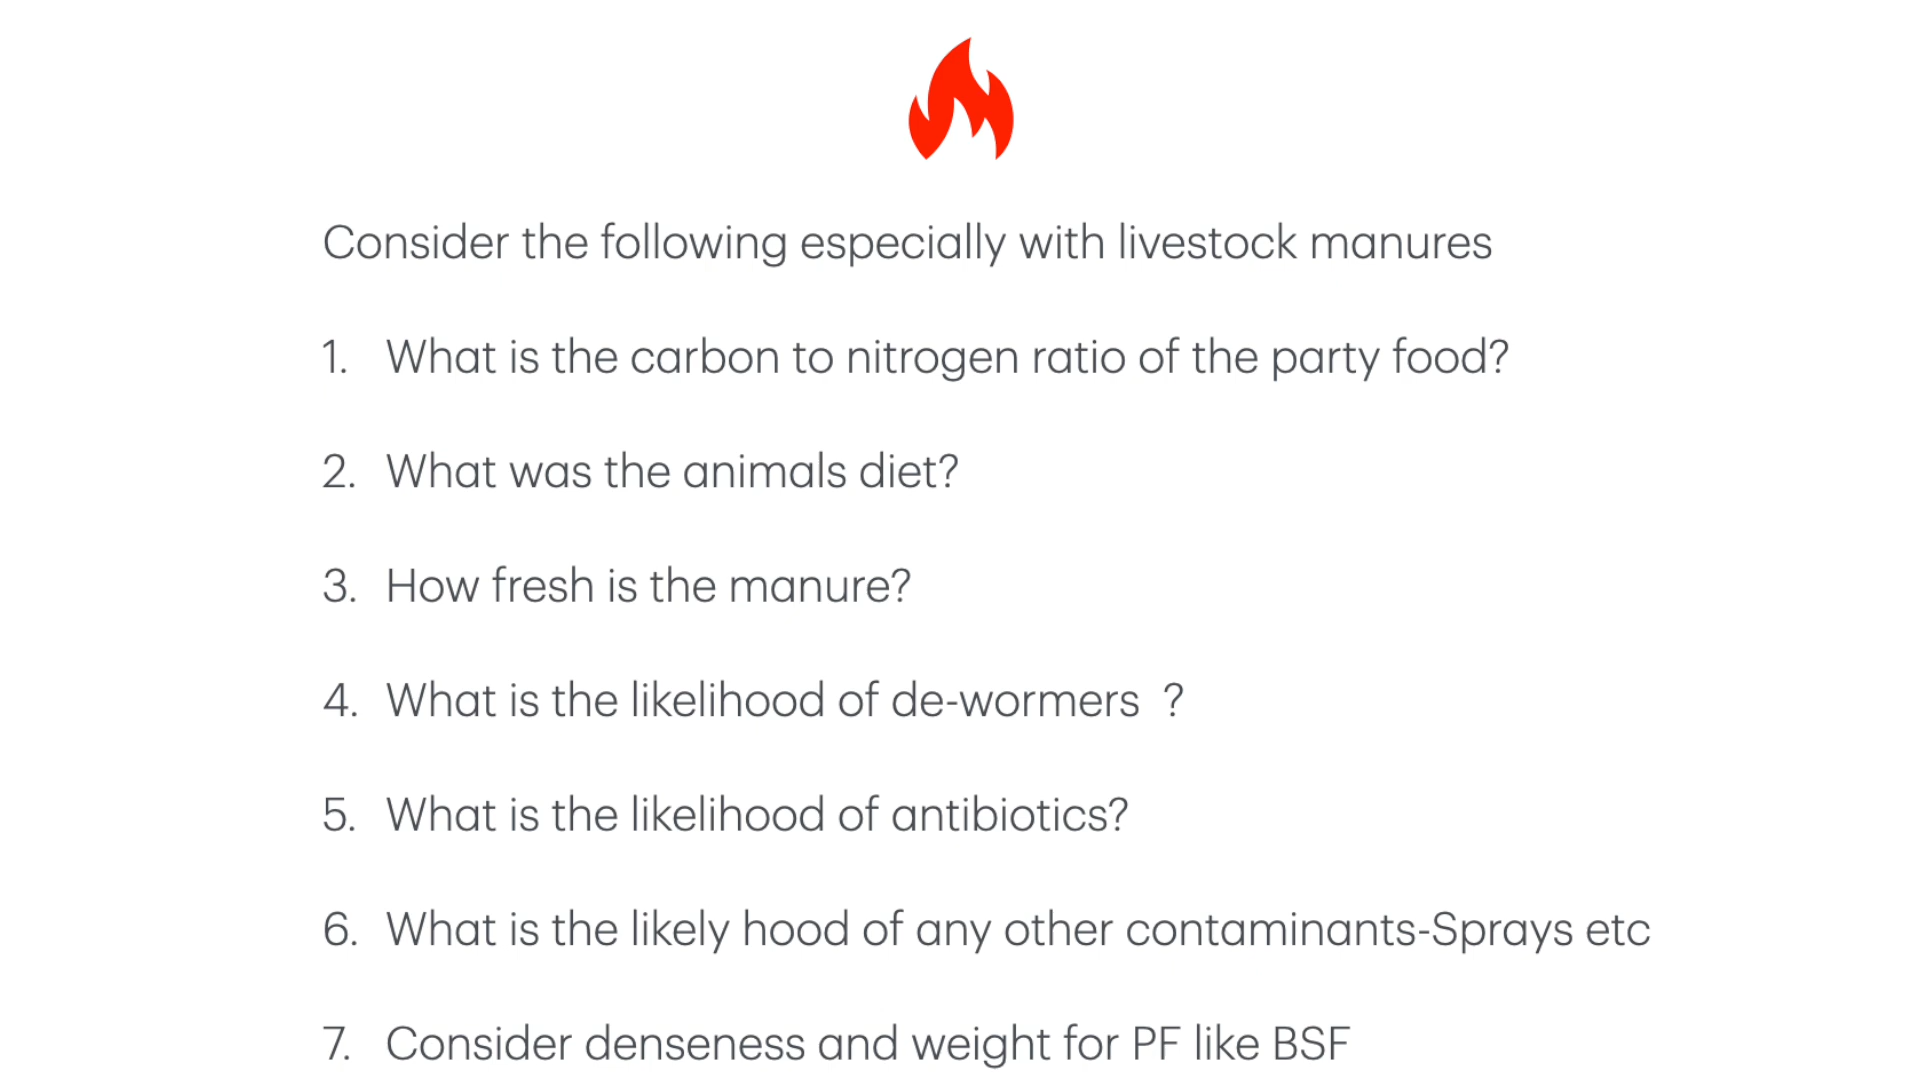 Consider the following especially with livestock manures
1. What is the carbon to nitrogen ratio of the party food?
2. What was the animals diet?
3. How fresh is the manure?
4. What is the likelihood of de-wormers  ?
5. What is the likelihood of antibiotics?
6. What is the likely hood of any other contaminants-Sprays etc
7. Consider denseness and weight for PF like BSF